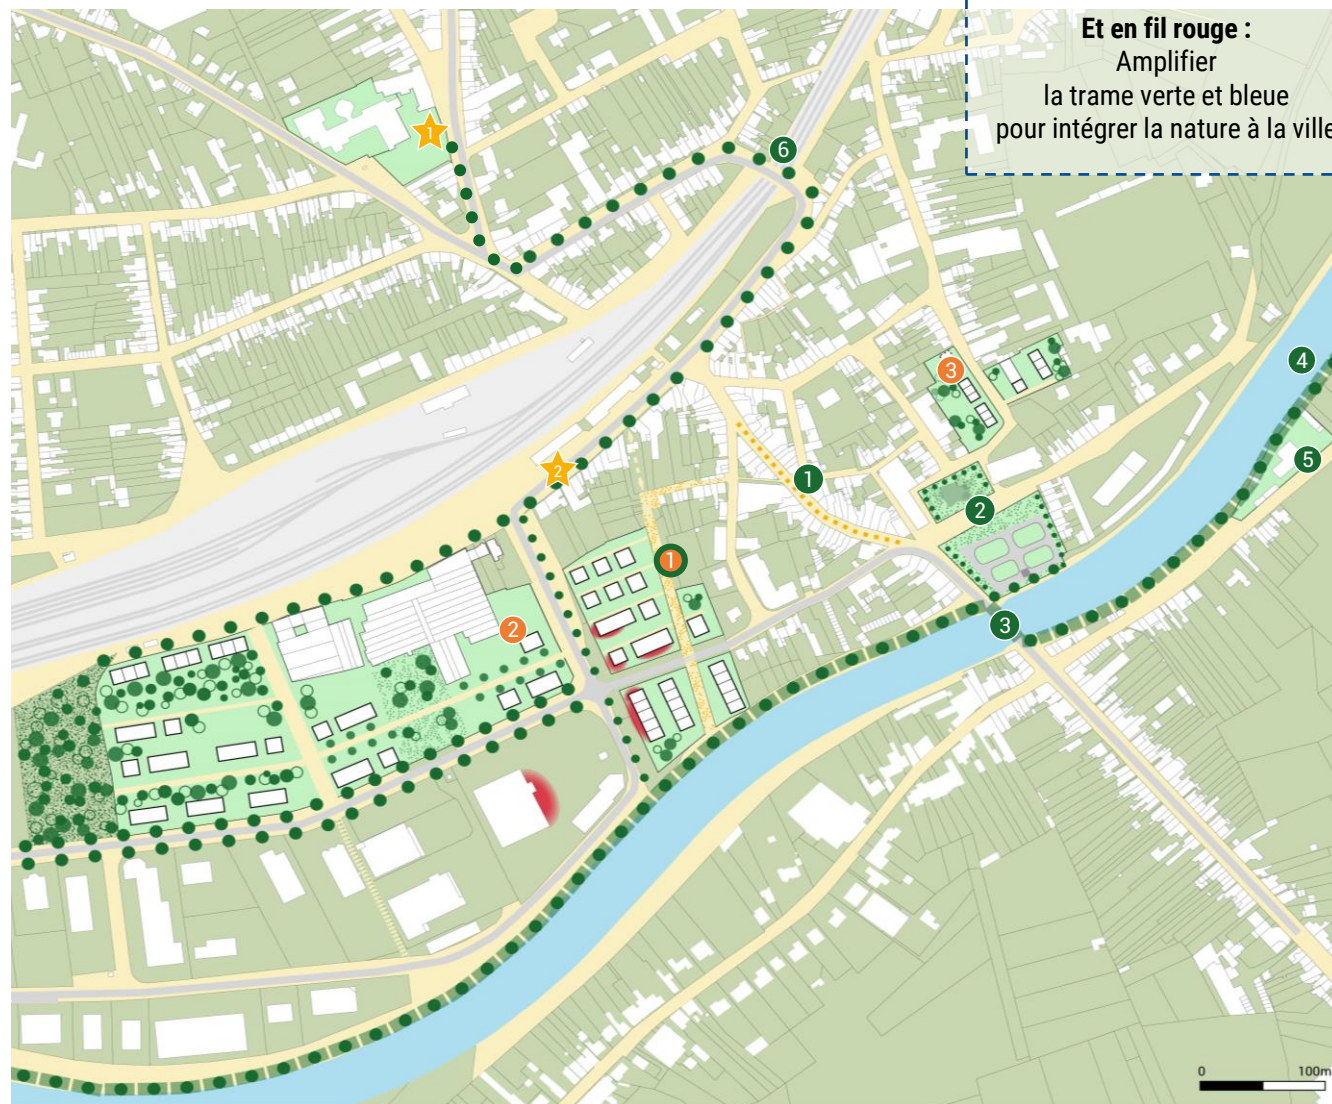 Et en fil rouge :
Amplifier
la trame verte et bleue
pour intégrer la nature à la ville
1
6
3
4
5
2
1
2
1
2
3
0 100m